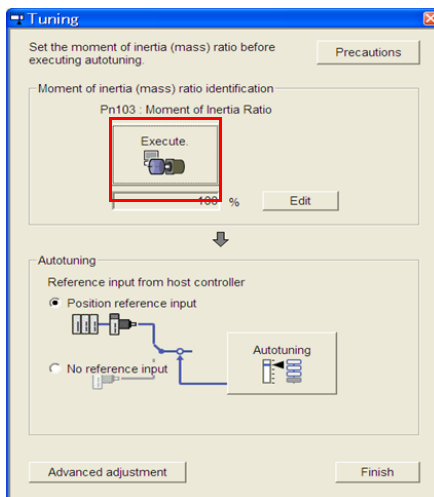 Tuning
Set the moment of inertia (mass) ratio before
executing autotuning.
Precautions
Moment of inertia (mass) ratio identification
Pn103 : Moment of Inertia Ratio
Execute.
100 %
Edit
Autotuning
Reference input from host controller
Position reference input
No reference input
Autotuning
Advanced adjustment
Finish